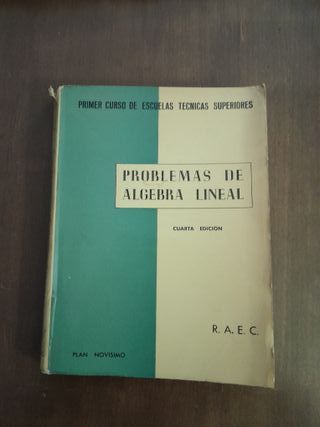 PRIMER CURSO DE ESCUELAS TECNICAS SUPERIORES
PROBLEMAS DE
ALGEBRA LINEAL
CUARTA EDICION
R. A. E. C.
PLAN NOVISIMO